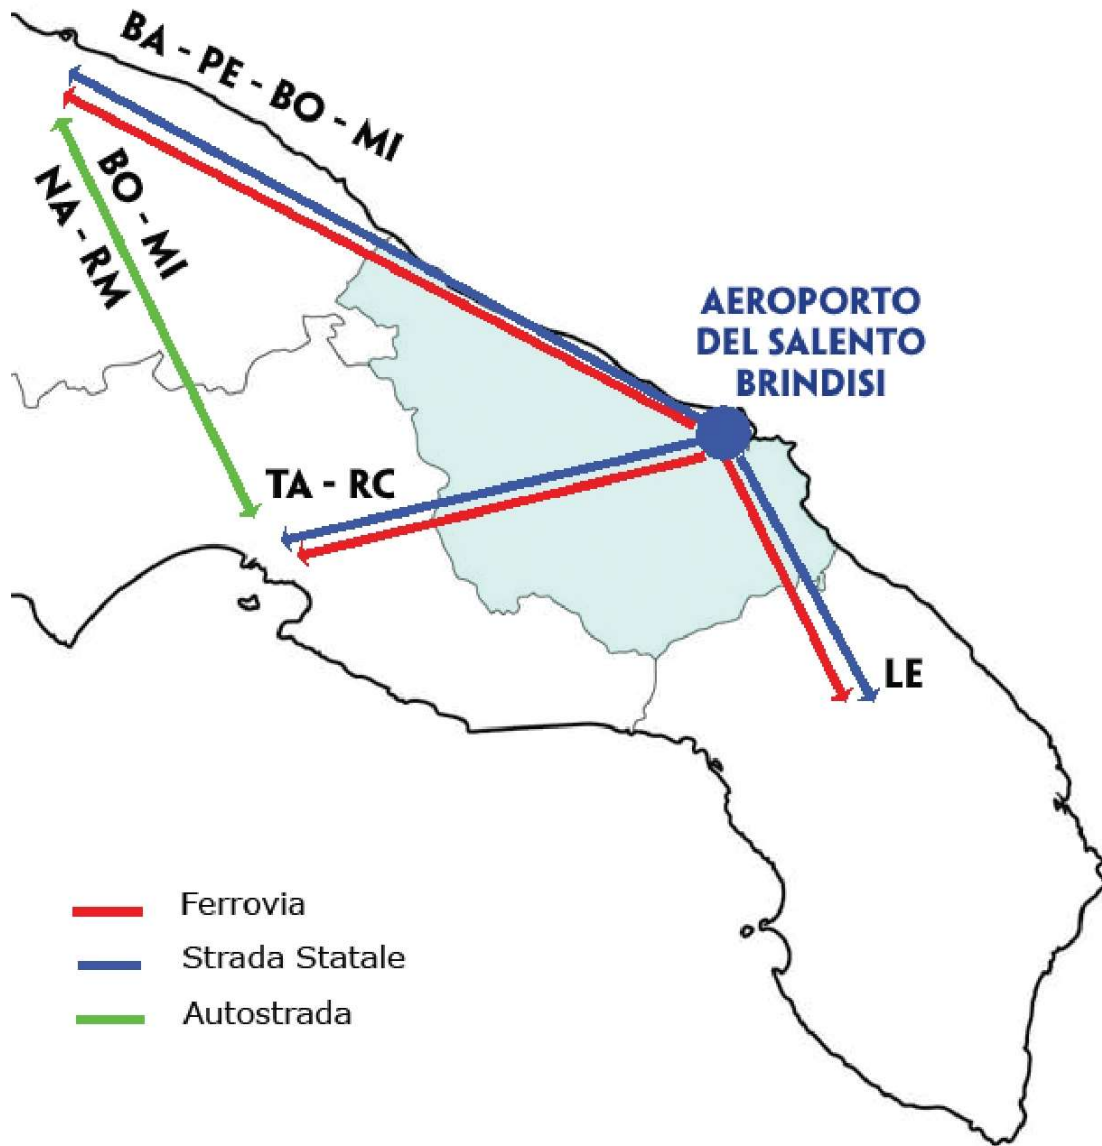 BA - PE - BO - MI
BO - MI
NA - RM
AEROPORTO
DEL SALENTO
BRINDISI
TA - RC
LE
Ferrovia
Strada Statale
Autostrada